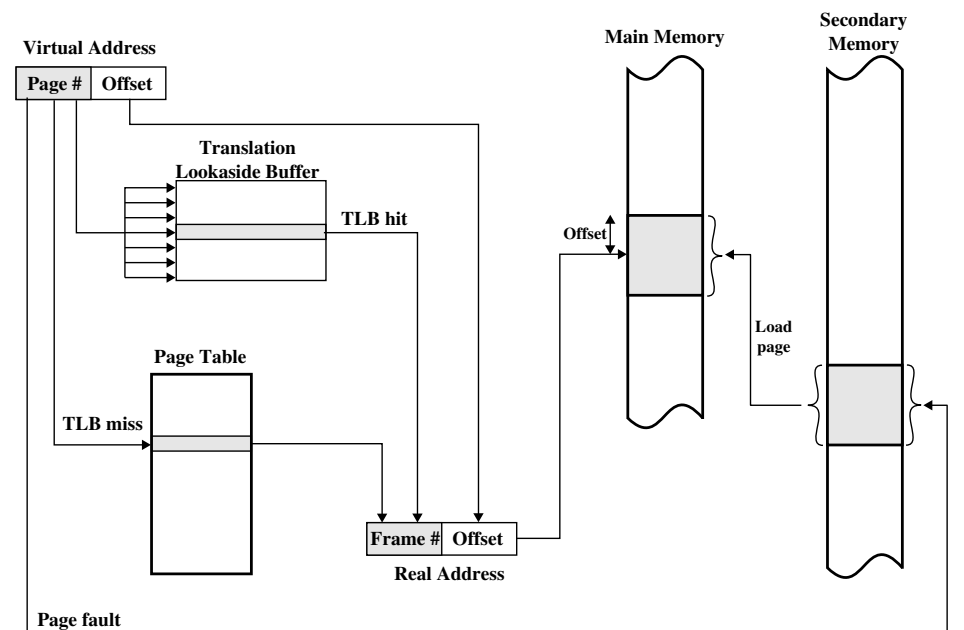 Secondary
Memory
Main Memory
Virtual Address
Page # Offset
Translation
Lookaside Buffer
TLB hit
Offset
Load
page
Page Table
TLB miss
Frame # Offset
Real Address
Page fault